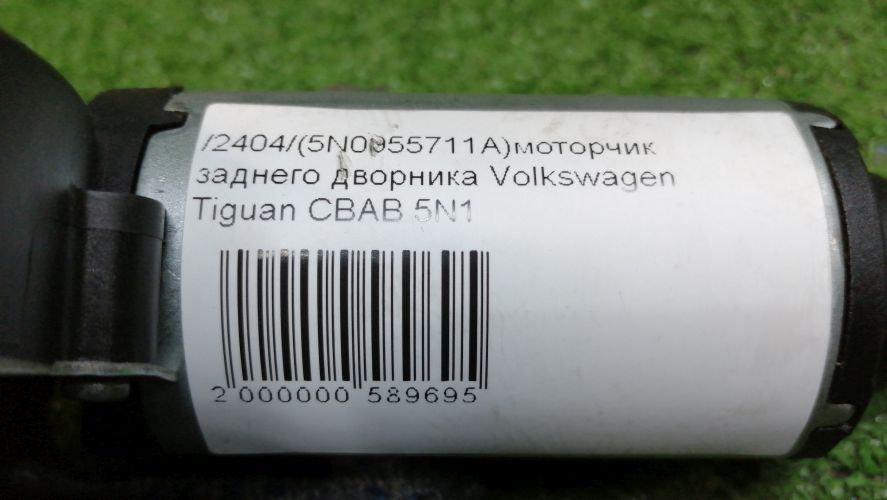 /2404/(5N0955711A)моторчик
заднего дворника Volkswagen
Tiguan CBAB 5N1
2 000000 589695